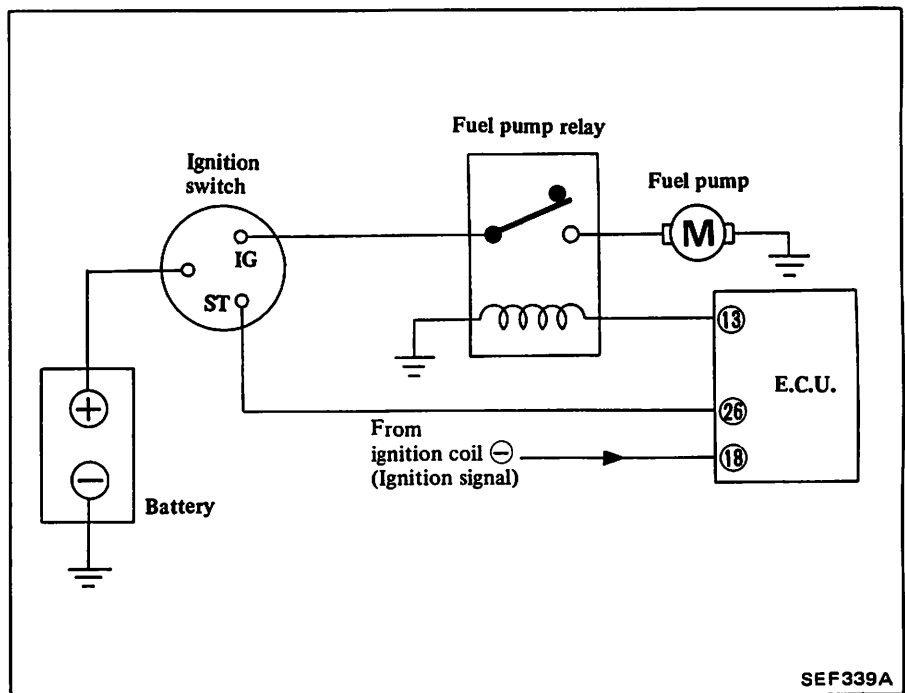 Fuel pump relay
Ignition
switch
Fuel pump
IG
M
ST
13
E.C.U.
+
26
From
ignition coil ⊖
18
(Ignition signal)
−
Battery
SEF339A